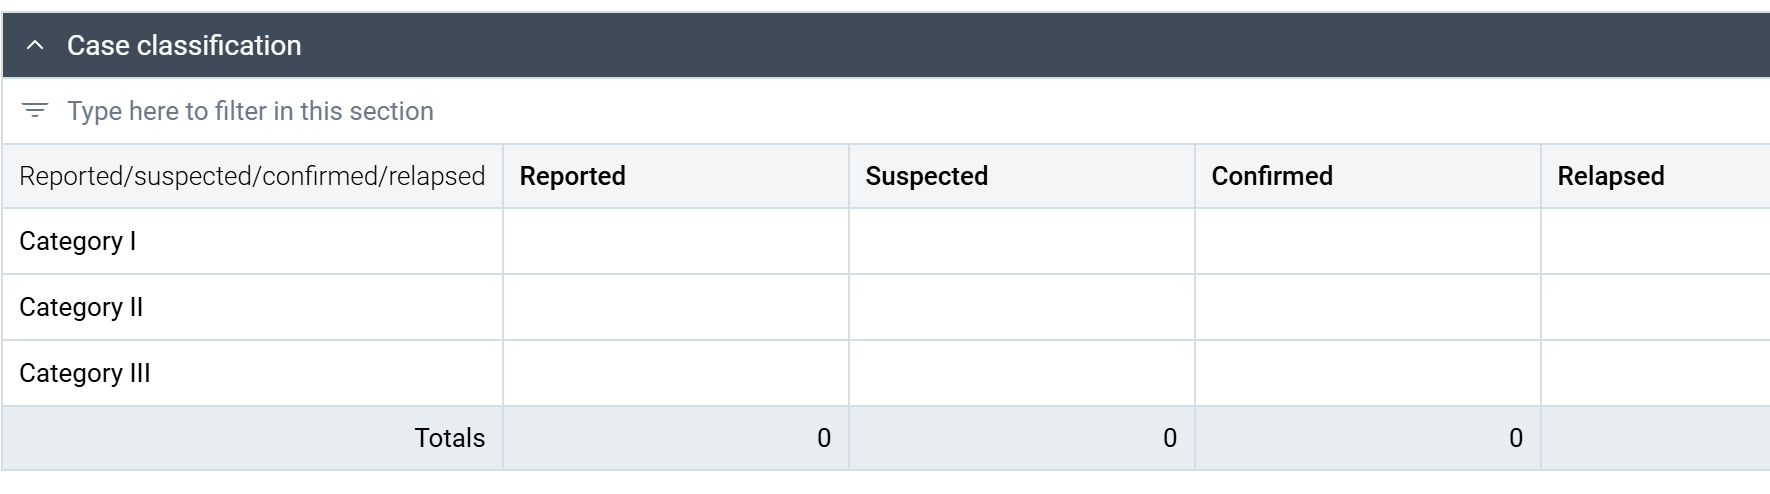 Case classification
Type here to filter in this section
Reported/suspected/confirmed/relapsed Reported Suspected Confirmed Relapsed
Category I
Category II
Category III
Totals 0 0 0